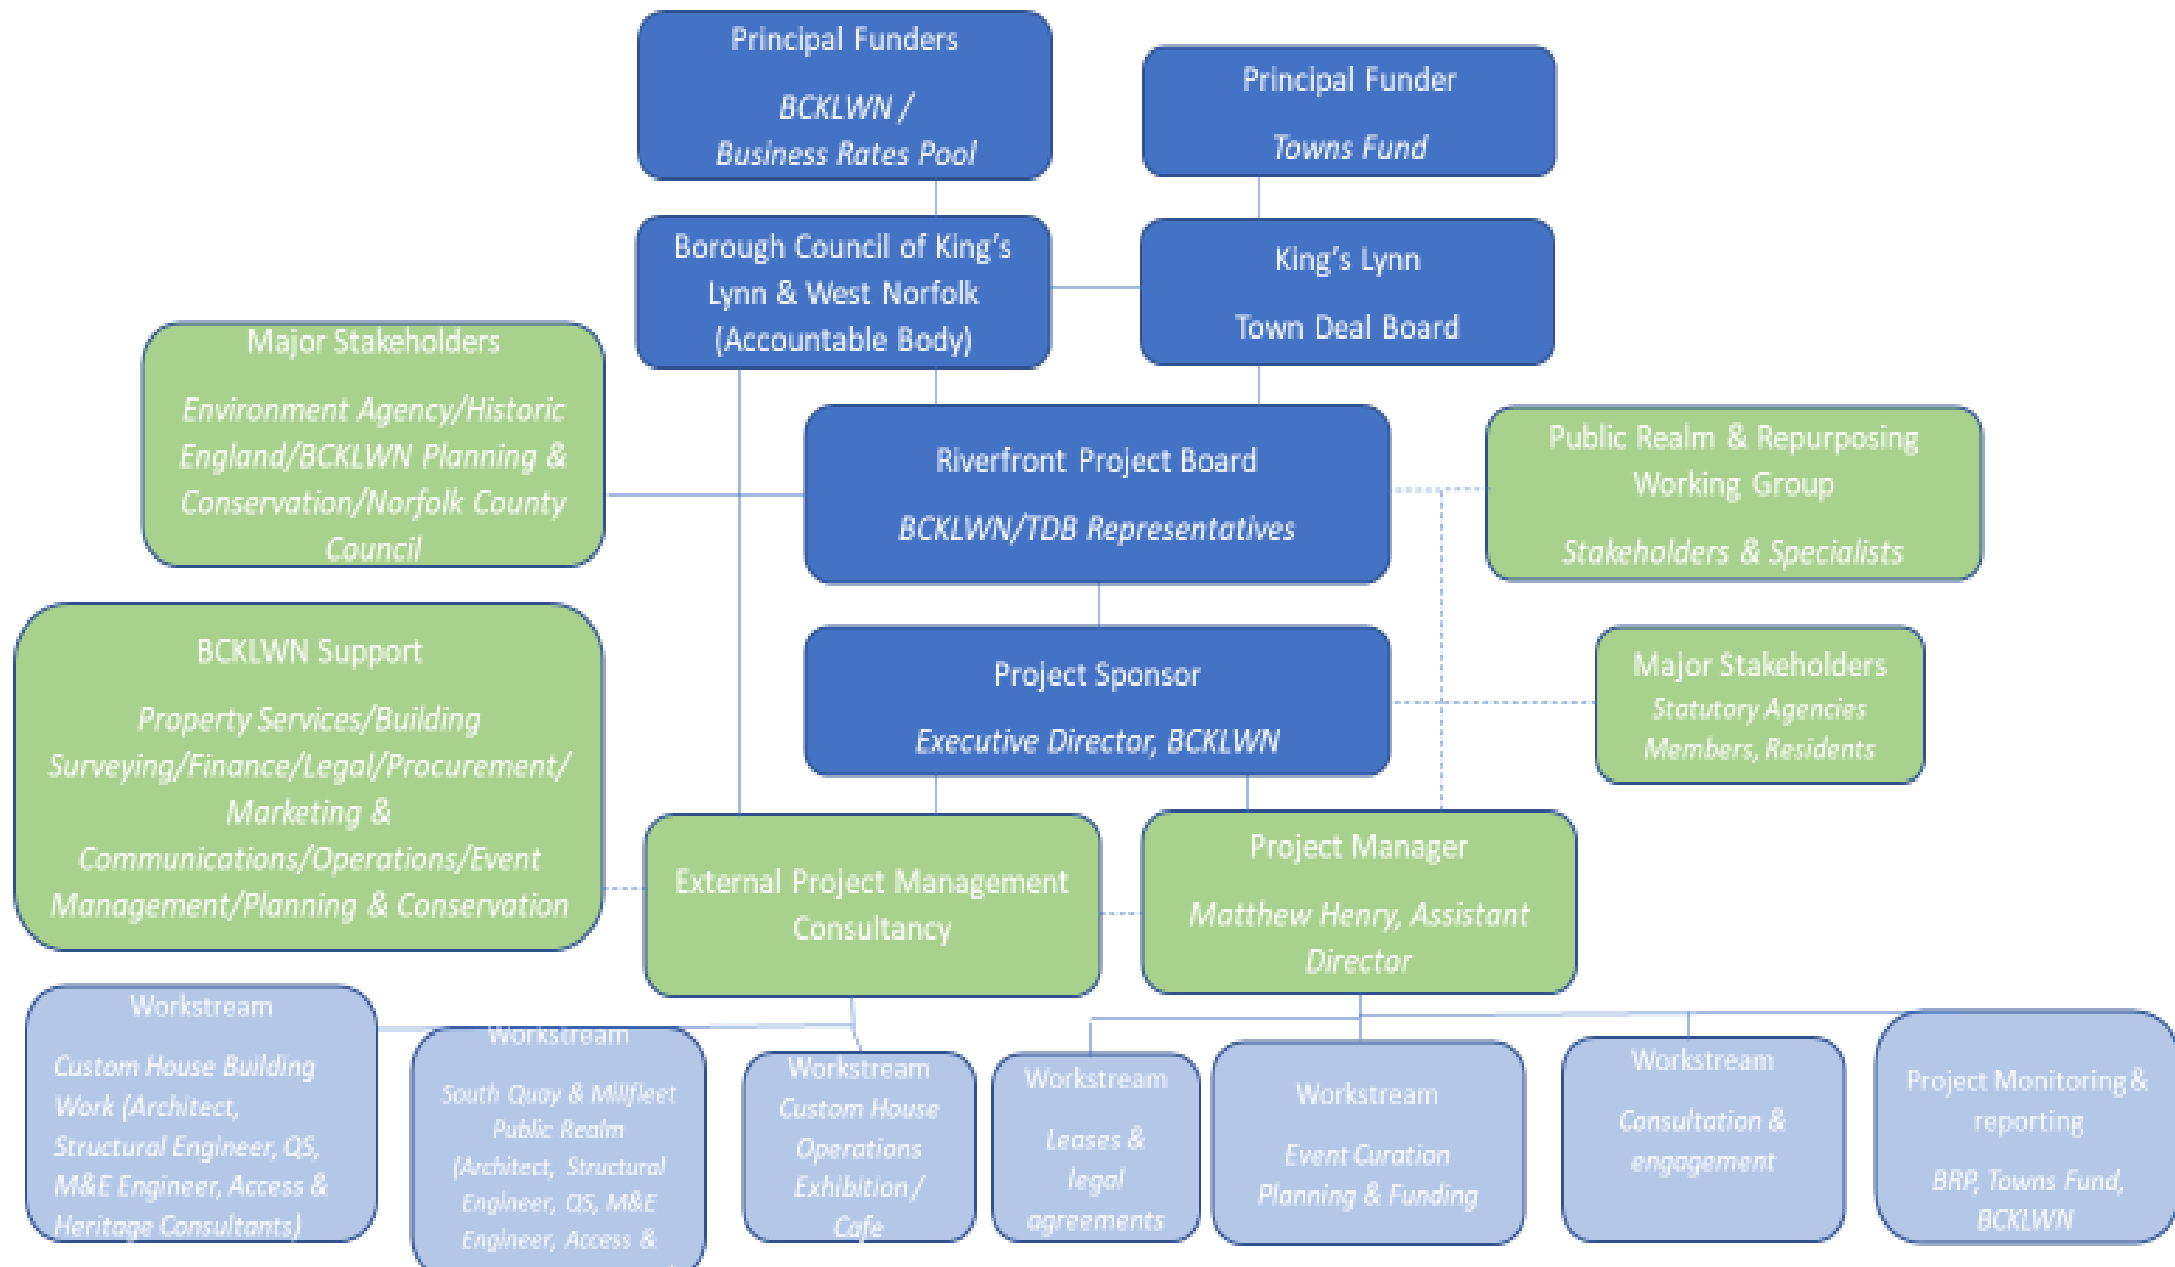 Principal Funders
BCKLWN /
Business Rates Pool
Principal Funder
Towns Fund
Borough Council of King's
Lynn & West Norfolk
(Accountable Body)
King's Lynn
Town Deal Board
Major Stakeholders
Environment Agency/Historic
England/BCKLWN Planning &
Conservation/Norfolk County
Council
Riverfront Project Board
BCKLWN/TDB Representatives
Public Realm & Repurposing
Working Group
Stakeholders & Specialists
BCKLWN Support
Property Services/Building
Surveying/Finance/Legal/Procurement/
Marketing &
Communications/Operations/Event
Management/Planning & Conservation
Project Sponsor
Executive Director, BCKLWN
Major Stakeholders
Statutory Agencies
Members, Residents
External Project Management
Consultancy
Project Manager
Matthew Henry, Assistant
Director
Workstream
Custom House Building
Work (Architect,
Structural Engineer, QS,
M&E Engineer, Access &
Heritage Consultants)
Workstream
South Quay & Millfleet
Public Realm
(Architect, Structural
Engineer, QS, M&E
Engineer, Access &
Workstream
Custom House
Operations
Exhibition /
Cafe
Workstream
Leases &
legal
agreements
Workstream
Event Curation
Planning & Funding
Workstream
Consultation &
engagement
Project Monitoring &
reporting
BRP, Towns Fund,
BCKLWN